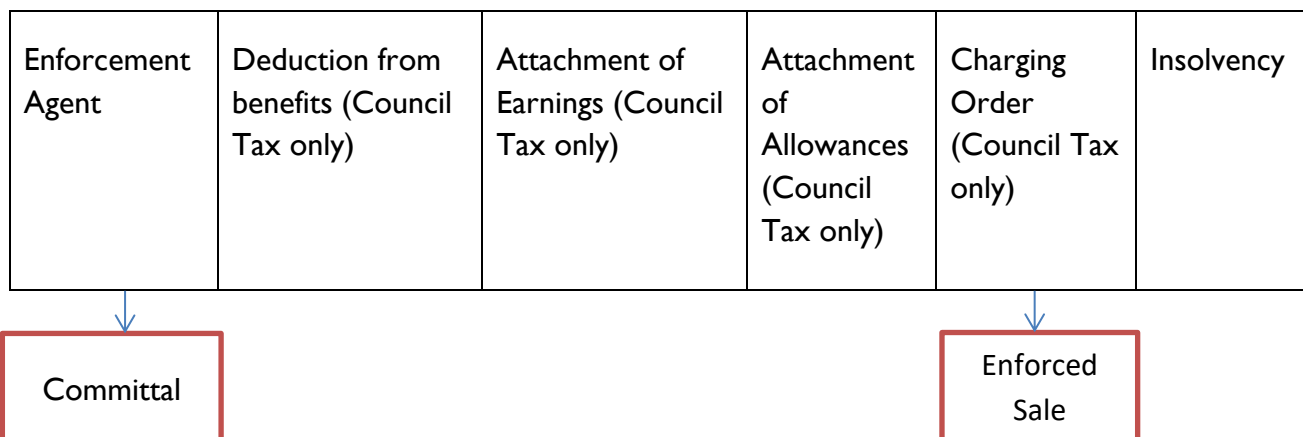 Enforcement
Agent
Deduction from
benefits (Council
Tax only)
Attachment of
Earnings (Council
Tax only)
Attachment
of
Allowances
(Council
Tax only)
Charging
Order
(Council Tax
only)
Insolvency
Committal
Enforced
Sale